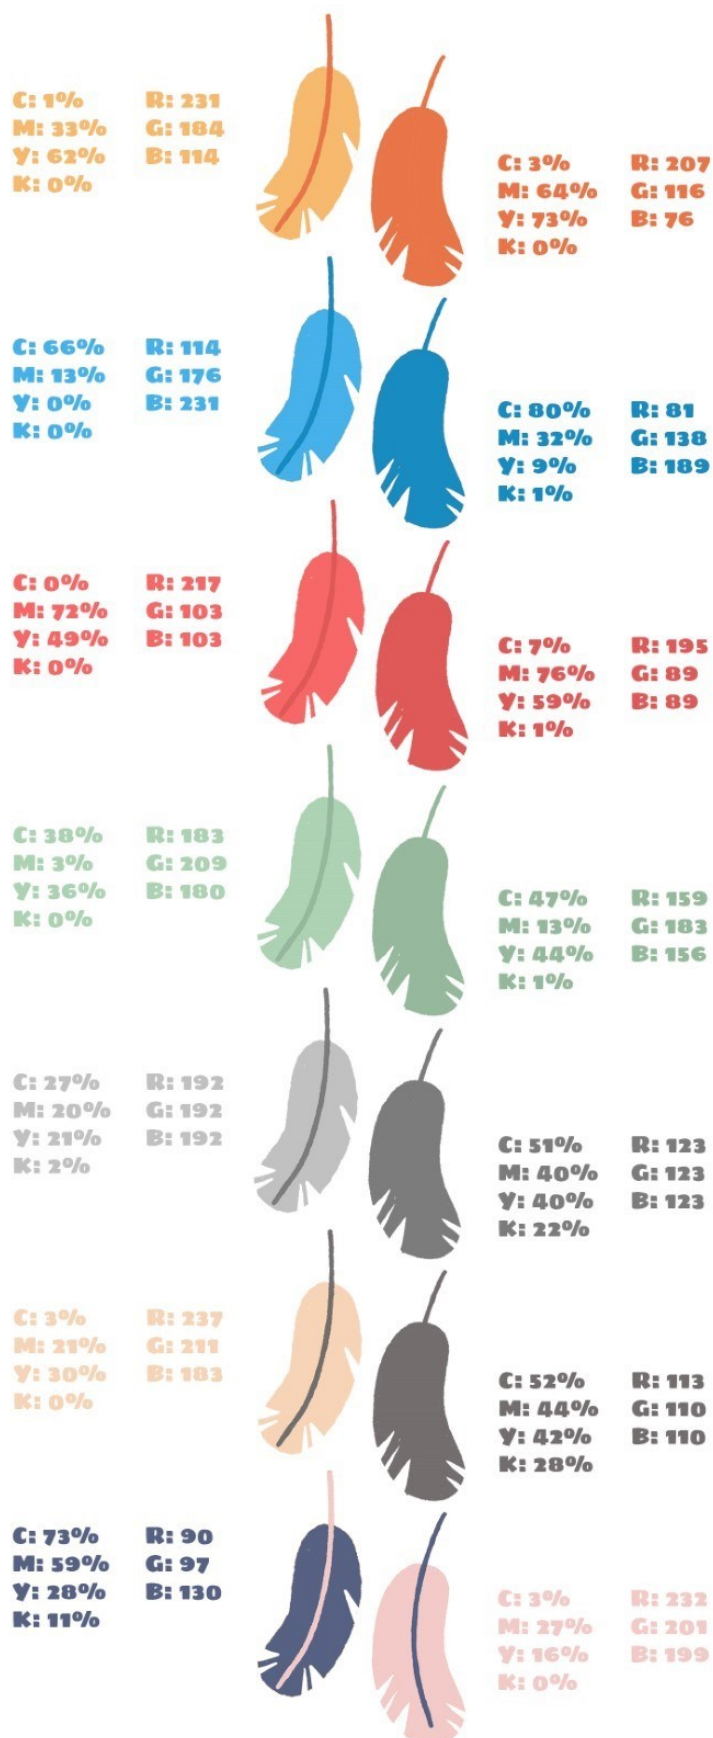 C: 1% R: 231
M: 33% G: 184
Y: 62% B: 114
K: 0%
C: 3% R: 207
M: 64% G: 116
Y: 73% B: 76
K: 0%
C: 66% R: 114
M: 13% G: 176
Y: 0% B: 231
K: 0%
C: 80% R: 81
M: 32% G: 138
Y: 9% B: 189
K: 1%
C: 0% R: 217
M: 72% G: 103
Y: 49% B: 103
K: 0%
C: 7% R: 195
M: 76% G: 89
Y: 59% B: 89
K: 1%
C: 38% R: 183
M: 3% G: 209
Y: 36% B: 180
K: 0%
C: 47% R: 159
M: 13% G: 183
Y: 44% B: 156
K: 1%
C: 27% R: 192
M: 20% G: 192
Y: 21% B: 192
K: 2%
C: 51% R: 123
M: 40% G: 123
Y: 40% B: 123
K: 22%
C: 3% R: 237
M: 21% G: 211
Y: 30% B: 183
K: 0%
C: 52% R: 113
M: 44% G: 110
Y: 42% B: 110
K: 28%
C: 73% R: 90
M: 59% G: 97
Y: 28% B: 130
K: 11%
C: 3% R: 232
M: 27% G: 201
Y: 16% B: 199
K: 0%